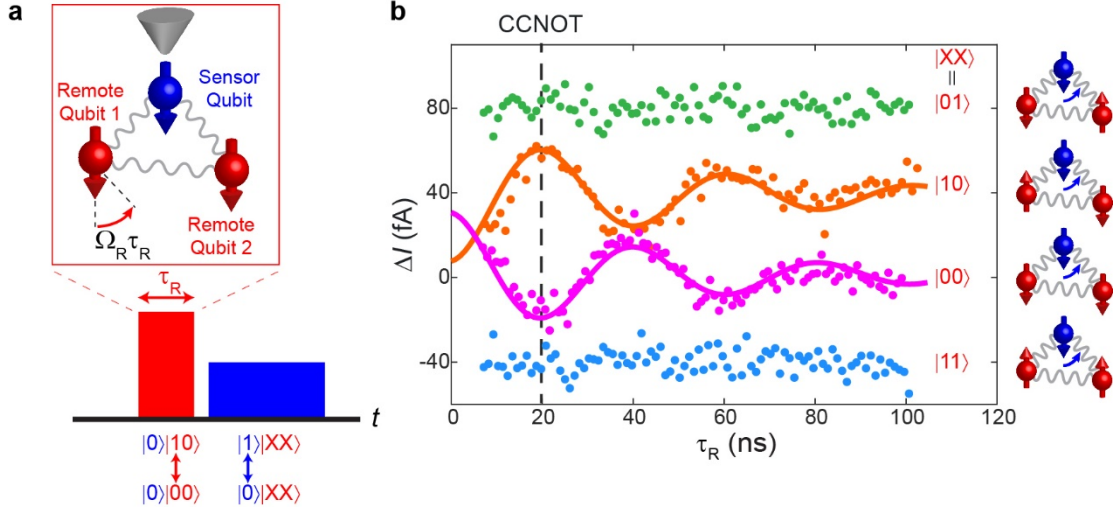 a
Remote
Qubit 1
Sensor
Qubit
Remote
Qubit 2
Ω_Rτ_R
τ_R
t
|0⟩|10⟩
|0⟩|00⟩
|1⟩|XX⟩
|0⟩|XX⟩
b
CCNOT
ΔI (fA)
80
40
0
-40
0 20 40 60 80 100 120
τ_R (ns)
|XX⟩
=
|01⟩
|10⟩
|00⟩
|11⟩